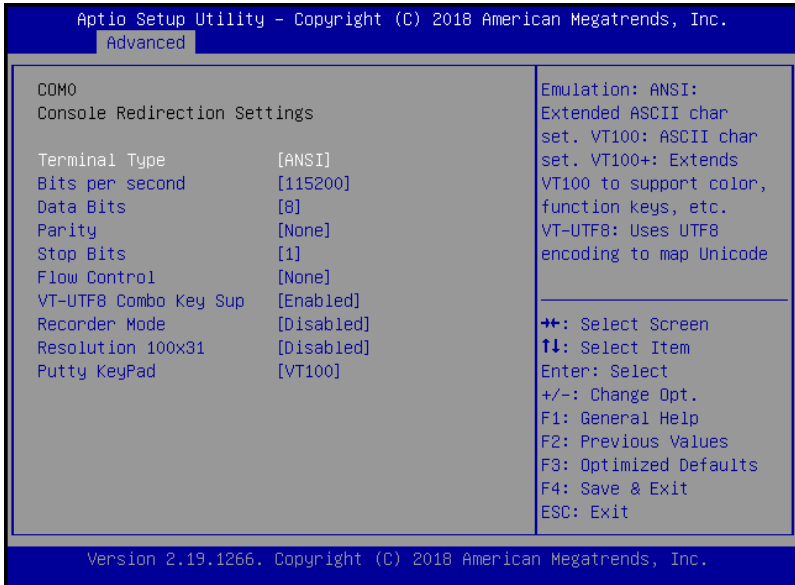 Aptio Setup Utility – Copyright (C) 2018 American Megatrends, Inc.
Advanced
COM0
Console Redirection Settings
Terminal Type [ANSI]
Bits per second [115200]
Data Bits [8]
Parity [None]
Stop Bits [1]
Flow Control [None]
VT-UTF8 Combo Key Sup [Enabled]
Recorder Mode [Disabled]
Resolution 100x31 [Disabled]
Putty KeyPad [VT100]
Emulation: ANSI:
Extended ASCII char
set. VT100: ASCII char
set. VT100+: Extends
VT100 to support color,
function keys, etc.
VT-UTF8: Uses UTF8
encoding to map Unicode
→←: Select Screen
↑↓: Select Item
Enter: Select
+/-: Change Opt.
F1: General Help
F2: Previous Values
F3: Optimized Defaults
F4: Save & Exit
ESC: Exit
Version 2.19.1266. Copyright (C) 2018 American Megatrends, Inc.